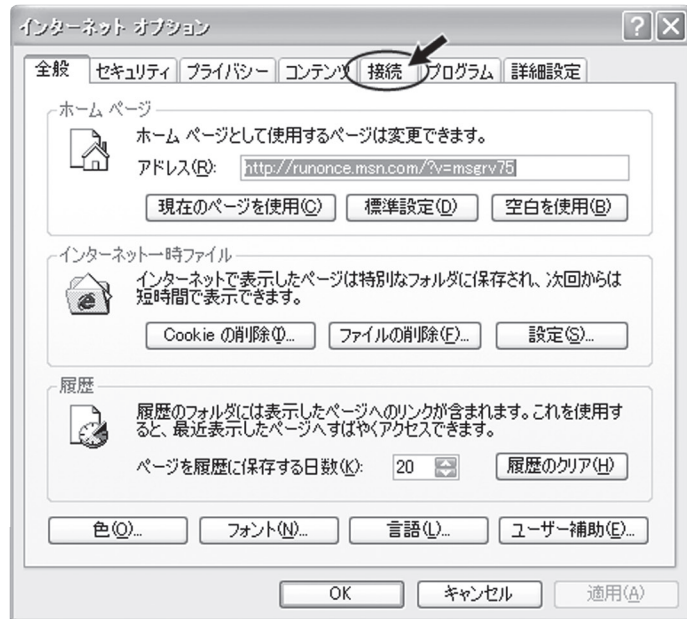 インターネット オプション
全般 セキュリティ プライバシー コンテンツ 接続 プログラム 詳細設定
ホーム ページ
ホーム ページとして使用するページは変更できます。
アドレス(R): http://runonce.msn.com/?v=msgrv75
現在のページを使用(C) 標準設定(D) 空白を使用(B)
インターネット一時ファイル
インターネットで表示したページは特別なフォルダに保存され、次回からは
短時間で表示できます。
Cookie の削除(I)... ファイルの削除(F)... 設定(S)...
履歴
履歴のフォルダには表示したページへのリンクが含まれます。これを使用す
ると、最近表示したページへすばやくアクセスできます。
ページを履歴に保存する日数(K): 20 履歴のクリア(H)
色(O)... フォント(N)... 言語(L)... ユーザー補助(E)...
OK キャンセル 適用(A)